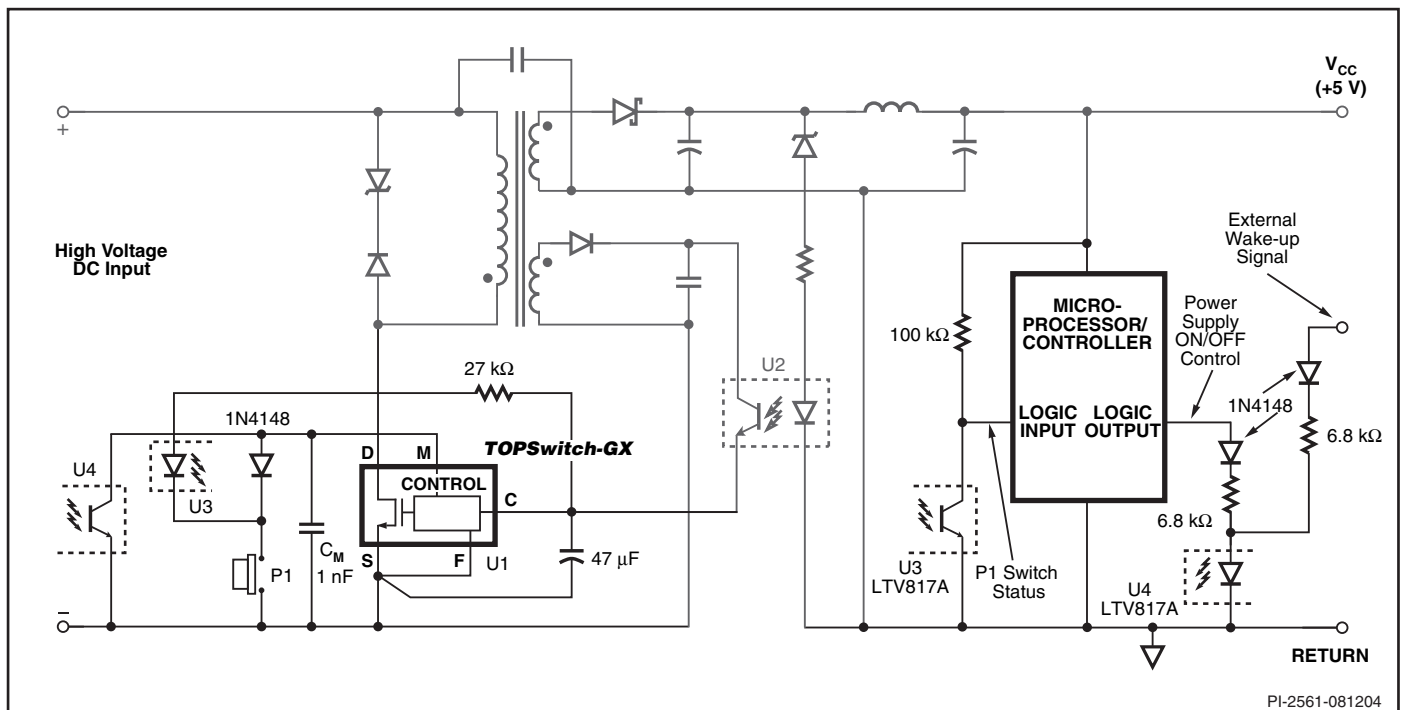 V_CC
(+5 V)
+
High Voltage
DC Input
External
Wake-up
Signal
MICRO-
PROCESSOR/
CONTROLLER
Power
Supply
ON/OFF
Control
100 kΩ
27 kΩ
U2
1N4148
1N4148
LOGIC
INPUT
LOGIC
OUTPUT
6.8 kΩ
TOPSwitch-GX
U4
D
M
CONTROL
C
U3
6.8 kΩ
C_M
1 nF
S
F
U1
47 µF
P1
U3
LTV817A
P1 Switch
Status
U4
LTV817A
–
RETURN
PI-2561-081204